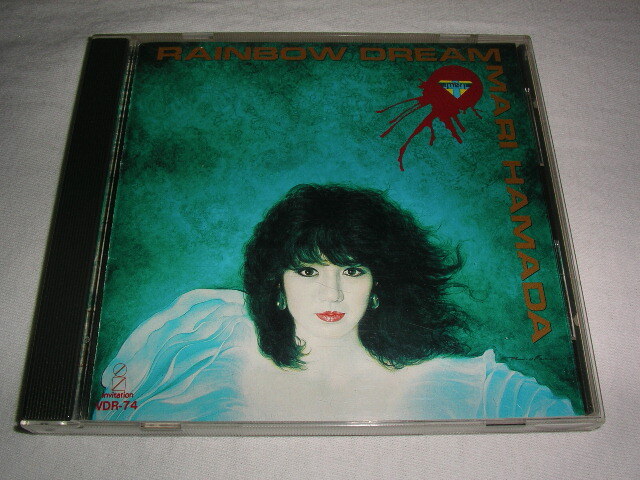 RAINBOW DREAM
MARI HAMADA
invitation
VDR-74